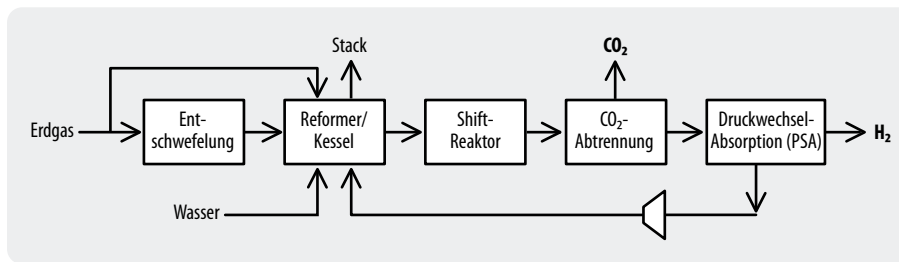 Stack
CO₂
Erdgas
Ent-
schwefelung
Reformer/
Kessel
Shift-
Reaktor
CO₂-
Abtrennung
Druckwechsel-
Absorption (PSA)
H₂
Wasser